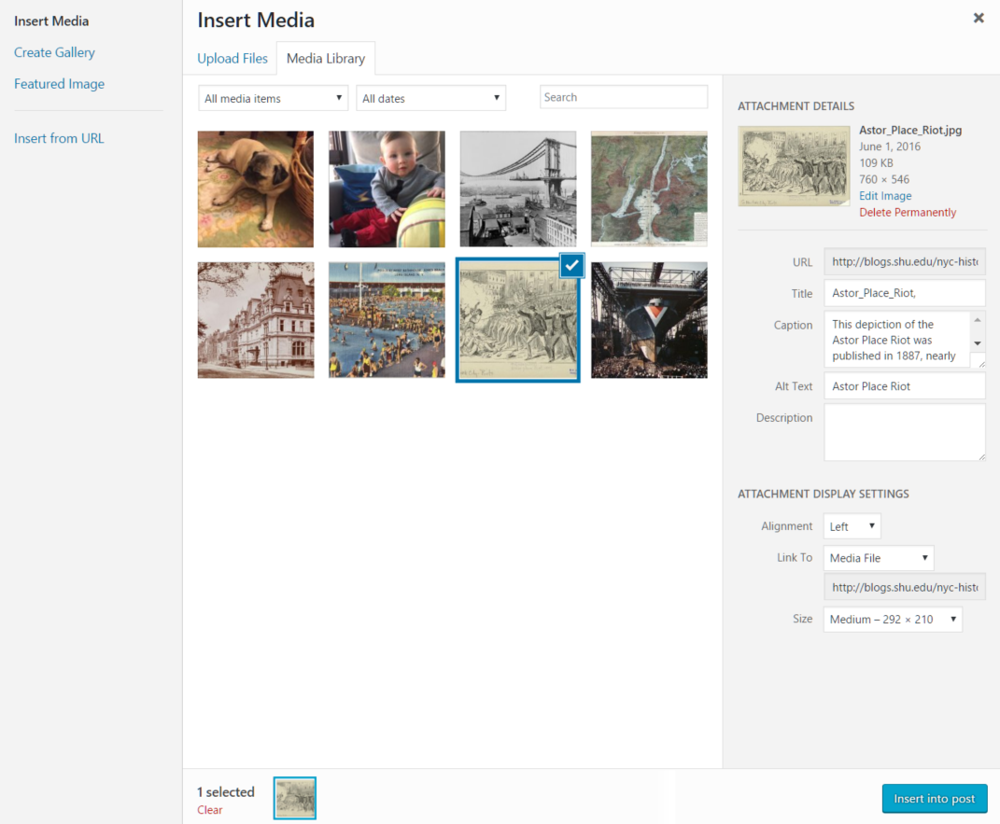 Insert Media
Create Gallery
Featured Image
Insert from URL
Insert Media
Upload Files
Media Library
All media items
All dates
Search
ATTACHMENT DETAILS
Astor_Place_Riot.jpg
June 1, 2016
109 KB
760 × 546
Edit Image
Delete Permanently
URL
http://blogs.shu.edu/nyc-histo
Title
Astor_Place_Riot,
Caption
This depiction of the
Astor Place Riot was
published in 1887, nearly
Alt Text
Astor Place Riot
Description
ATTACHMENT DISPLAY SETTINGS
Alignment
Left
Link To
Media File
http://blogs.shu.edu/nyc-histo
Size
Medium – 292 × 210
1 selected
Clear
Insert into post